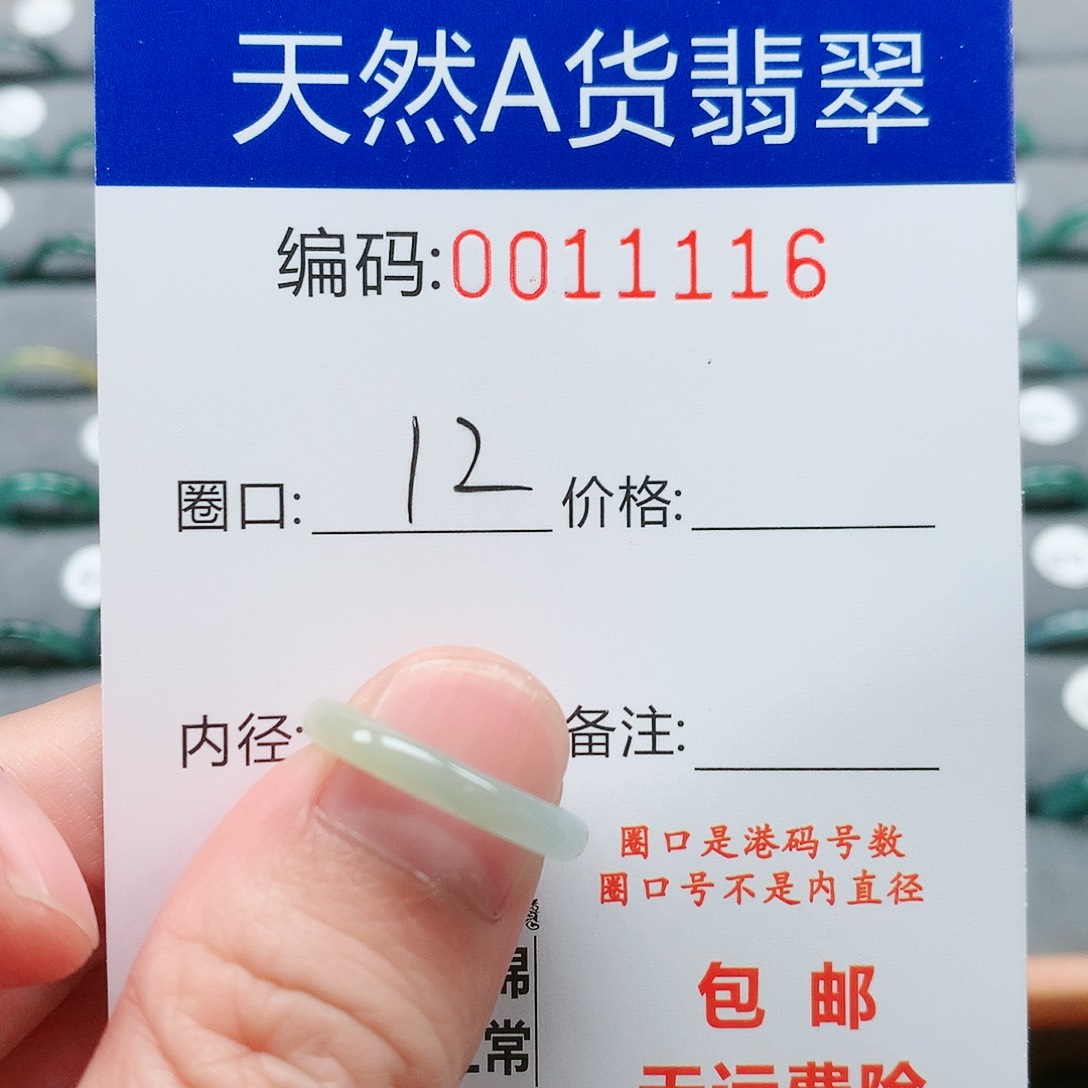 天然A货翡翠
编码:0011116
圈口: 12 价格:
内径: 备注:
圈口是港码号数
圈口号不是内直径
包邮
常